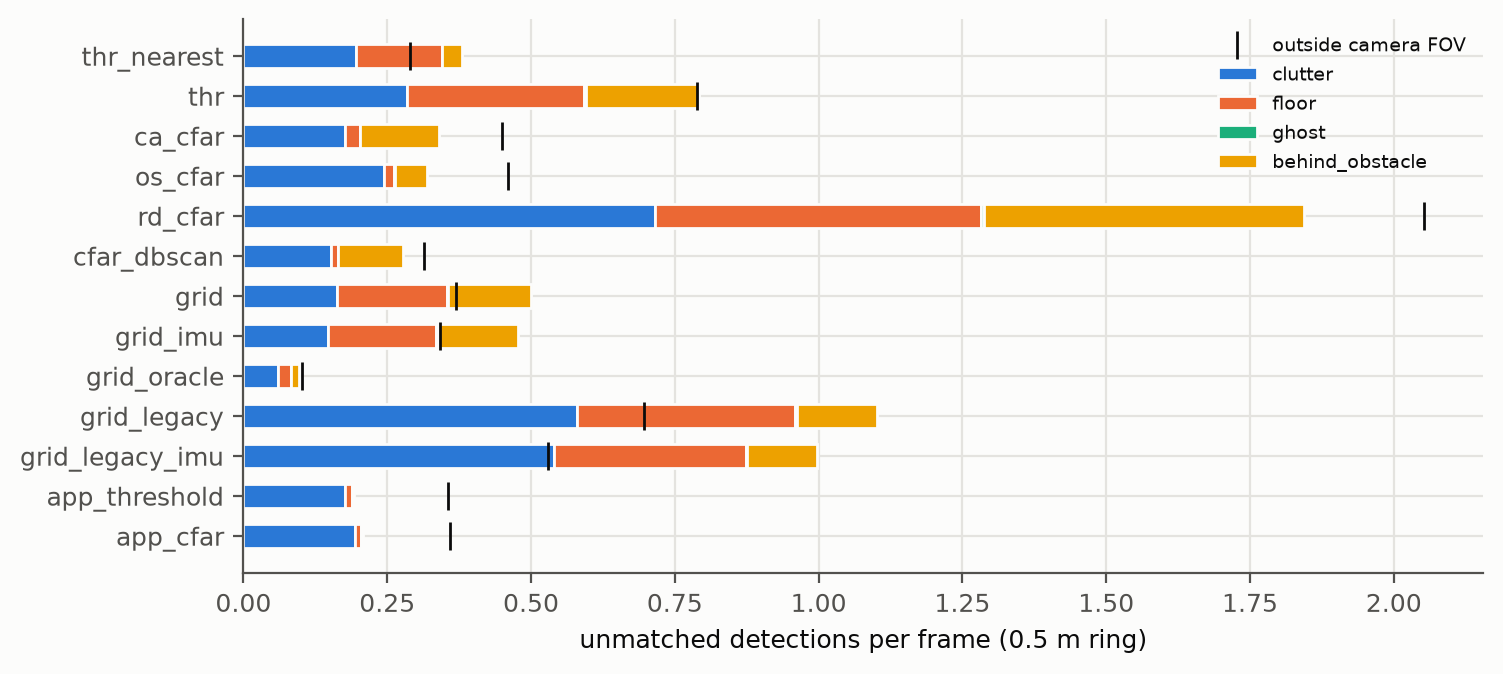 thr_nearest
thr
ca_cfar
os_cfar
rd_cfar
cfar_dbscan
grid
grid_imu
grid_oracle
grid_legacy
grid_legacy_imu
app_threshold
app_cfar
outside camera FOV
clutter
floor
ghost
behind_obstacle
0.00 0.25 0.50 0.75 1.00 1.25 1.50 1.75 2.00
unmatched detections per frame (0.5 m ring)